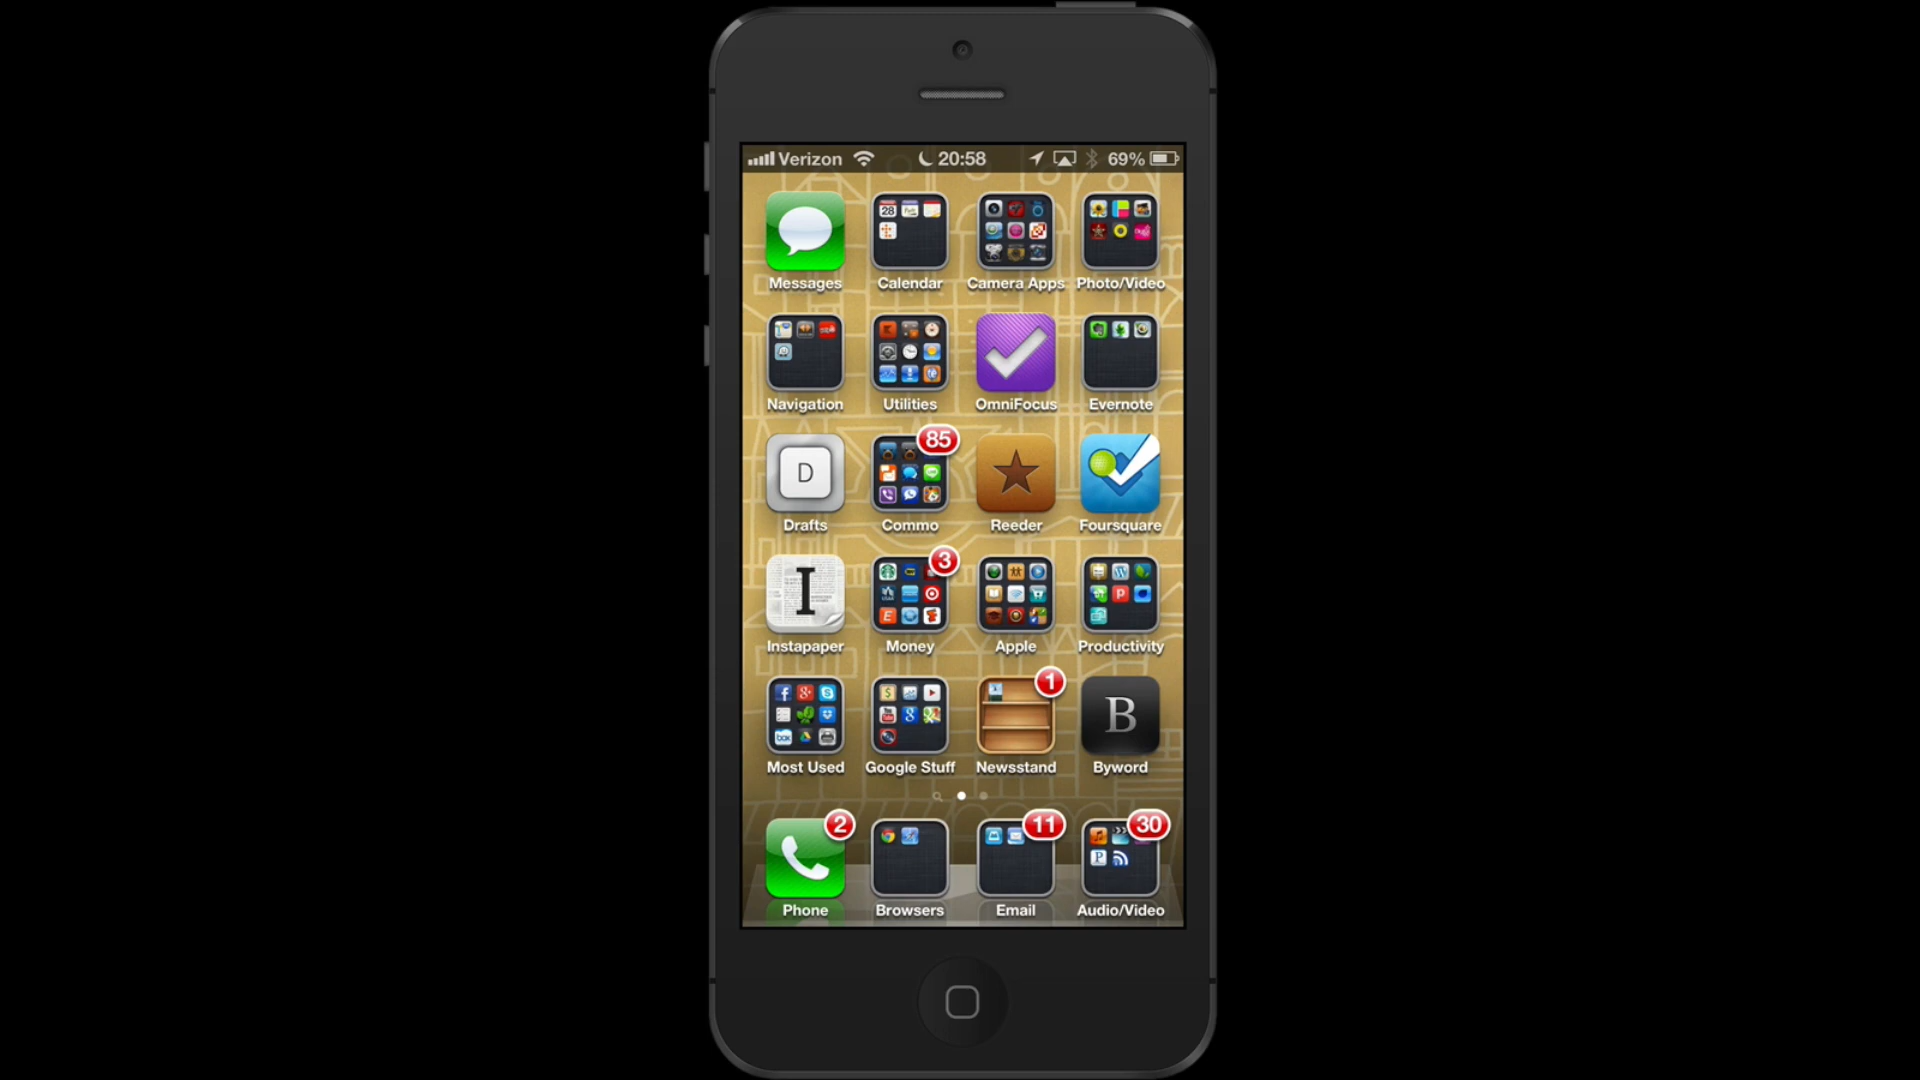 Verizon 20:58 69%
28
Messages Calendar Camera Apps Photo/Video
Navigation Utilities OmniFocus Evernote
85
D
Drafts Commo Reeder Foursquare
3
I
Instapaper Money Apple Productivity
1
B
Most Used Google Stuff Newsstand Byword
2 11 30
Phone Browsers Email Audio/Video